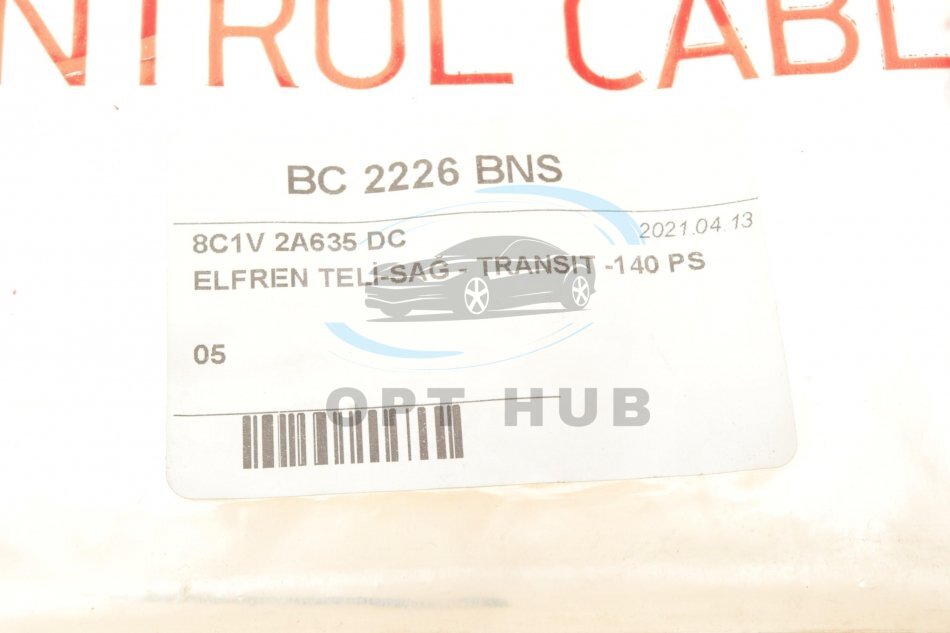 NTROL CABL
BC 2226 BNS
8C1V 2A635 DC
2021.04.13
ELFREN TELİ-SAG - TRANSIT -140 PS
05
OPT HUB